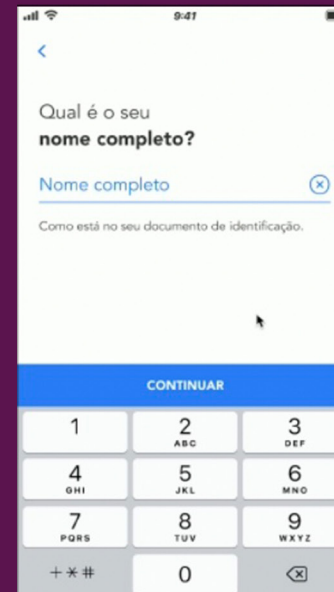 9:41
Qual é o seu
nome completo?
Nome completo
Como está no seu documento de identificação.
CONTINUAR
1
2
ABC
3
DEF
4
GHI
5
JKL
6
MNO
7
PQRS
8
TUV
9
WXYZ
+*#
0